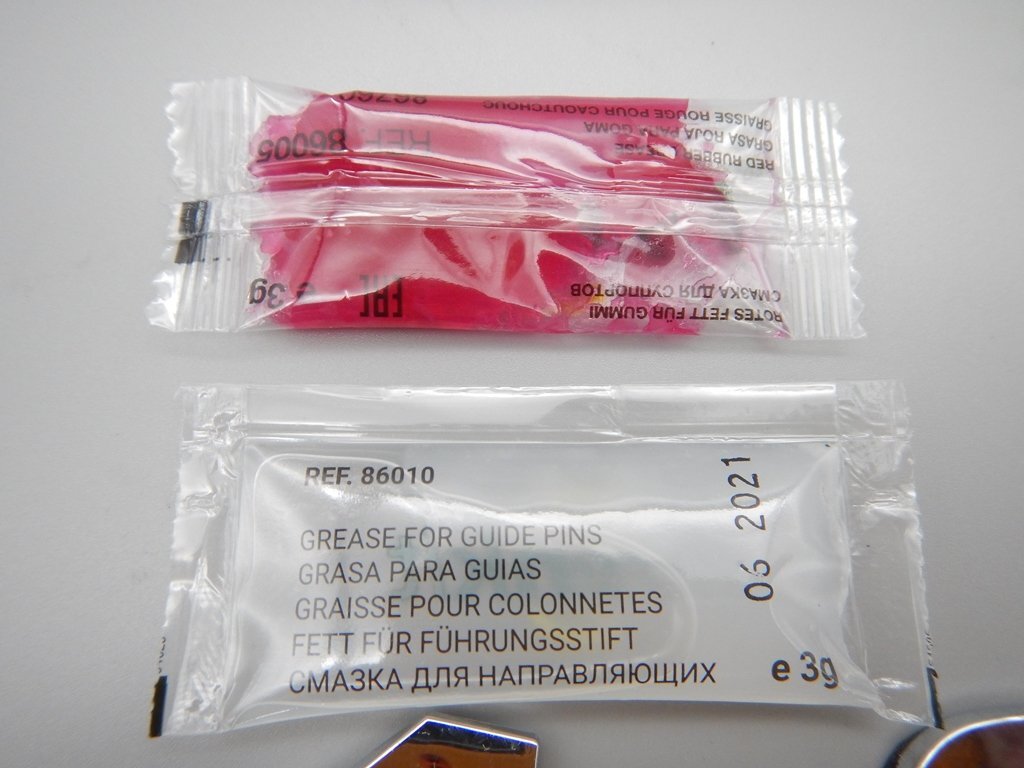 RED RUBBER GREASE
GRASA ROJA PARA GOMA
GRAISSE ROUGE POUR CAOUTCHOUC
REF. 86005
ROTES FETT FÜR GUMMI
СМАЗКА ДЛЯ СУППОРТОВ
EAC
e 3g
REF. 86010
GREASE FOR GUIDE PINS
GRASA PARA GUIAS
GRAISSE POUR COLONNETES
FETT FÜR FÜHRUNGSSTIFT
СМАЗКА ДЛЯ НАПРАВЛЯЮЩИХ
06 2021
e 3g